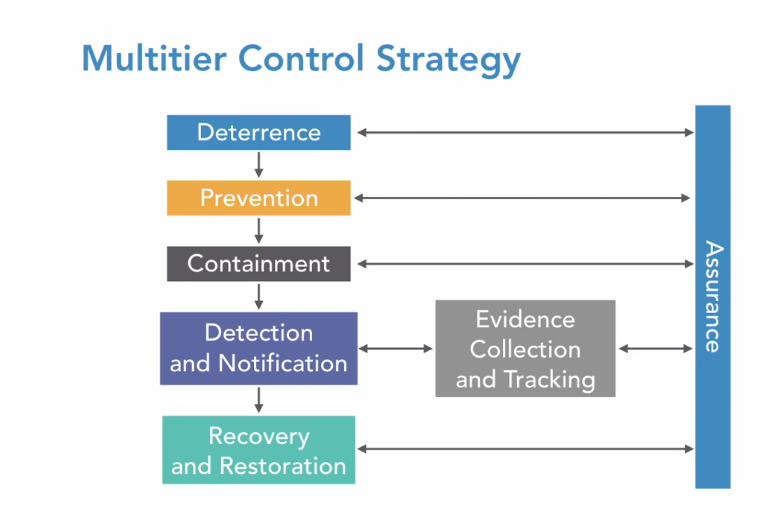 Multitier Control Strategy
Deterrence
Prevention
Containment
Detection
and Notification
Evidence
Collection
and Tracking
Recovery
and Restoration
Assurance